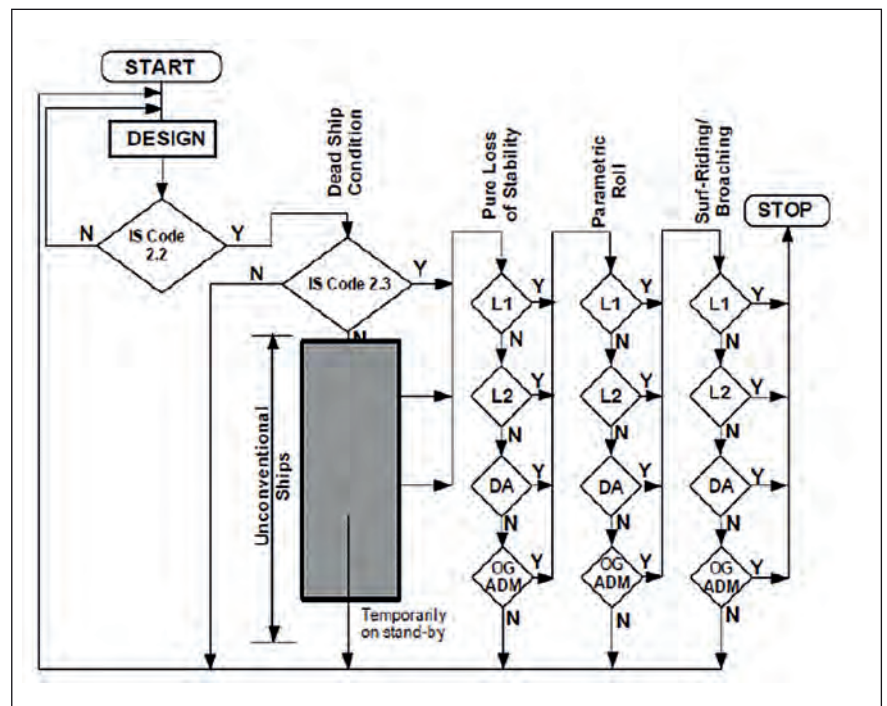 START
DESIGN
N
IS Code
2.2
Y
Dead Ship
Condition
N
IS Code 2.3
Y
N
Unconventional
Ships
Temporarily
on stand-by
Pure Loss
of Stability
L1
Y
N
L2
Y
N
DA
Y
N
OG
ADM
Y
N
Parametric
Roll
L1
Y
N
L2
Y
N
DA
Y
N
OG
ADM
Y
N
Surf-Riding/
Broaching
L1
Y
N
L2
Y
N
DA
Y
N
OG
ADM
Y
N
STOP